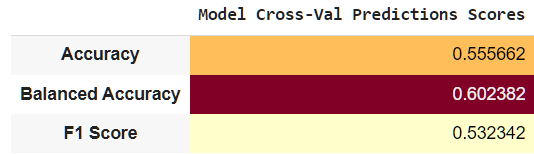 Model Cross-Val Predictions Scores
Accuracy 0.555662
Balanced Accuracy 0.602382
F1 Score 0.532342